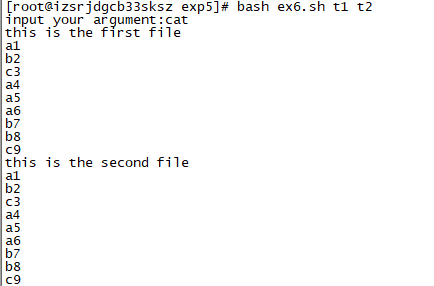 [root@izsrjdgcb33sksz exp5]# bash ex6.sh t1 t2
input your argument:cat
this is the first file
a1
b2
c3
a4
a5
a6
b7
b8
c9
this is the second file
a1
b2
c3
a4
a5
a6
b7
b8
c9